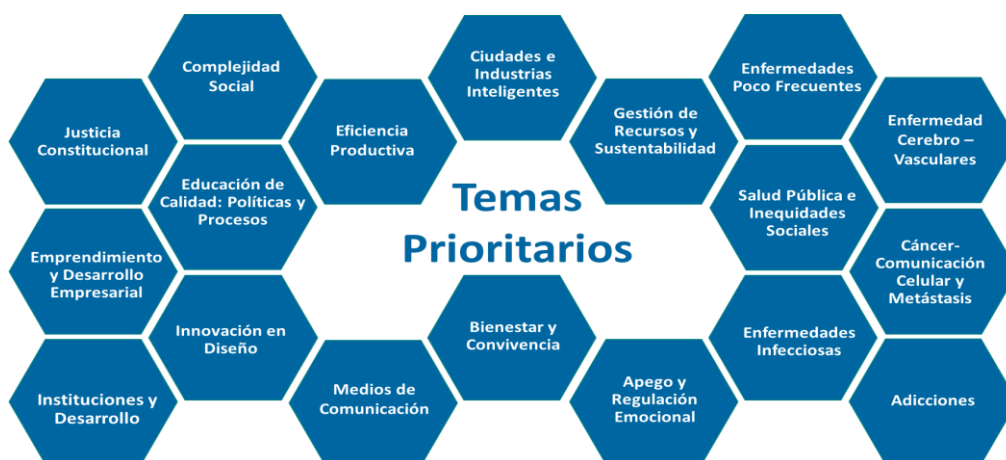 Complejidad
Social
Ciudades e
Industrias
Inteligentes
Enfermedades
Poco Frecuentes
Justicia
Constitucional
Eficiencia
Productiva
Gestión de
Recursos y
Sustentabilidad
Enfermedad
Cerebro –
Vasculares
Educación de
Calidad: Políticas y
Procesos
Temas
Prioritarios
Salud Pública e
Inequidades
Sociales
Emprendimiento
y Desarrollo
Empresarial
Cáncer-
Comunicación
Celular y
Metástasis
Innovación en
Diseño
Bienestar y
Convivencia
Enfermedades
Infecciosas
Instituciones y
Desarrollo
Medios de
Comunicación
Apego y
Regulación
Emocional
Adicciones